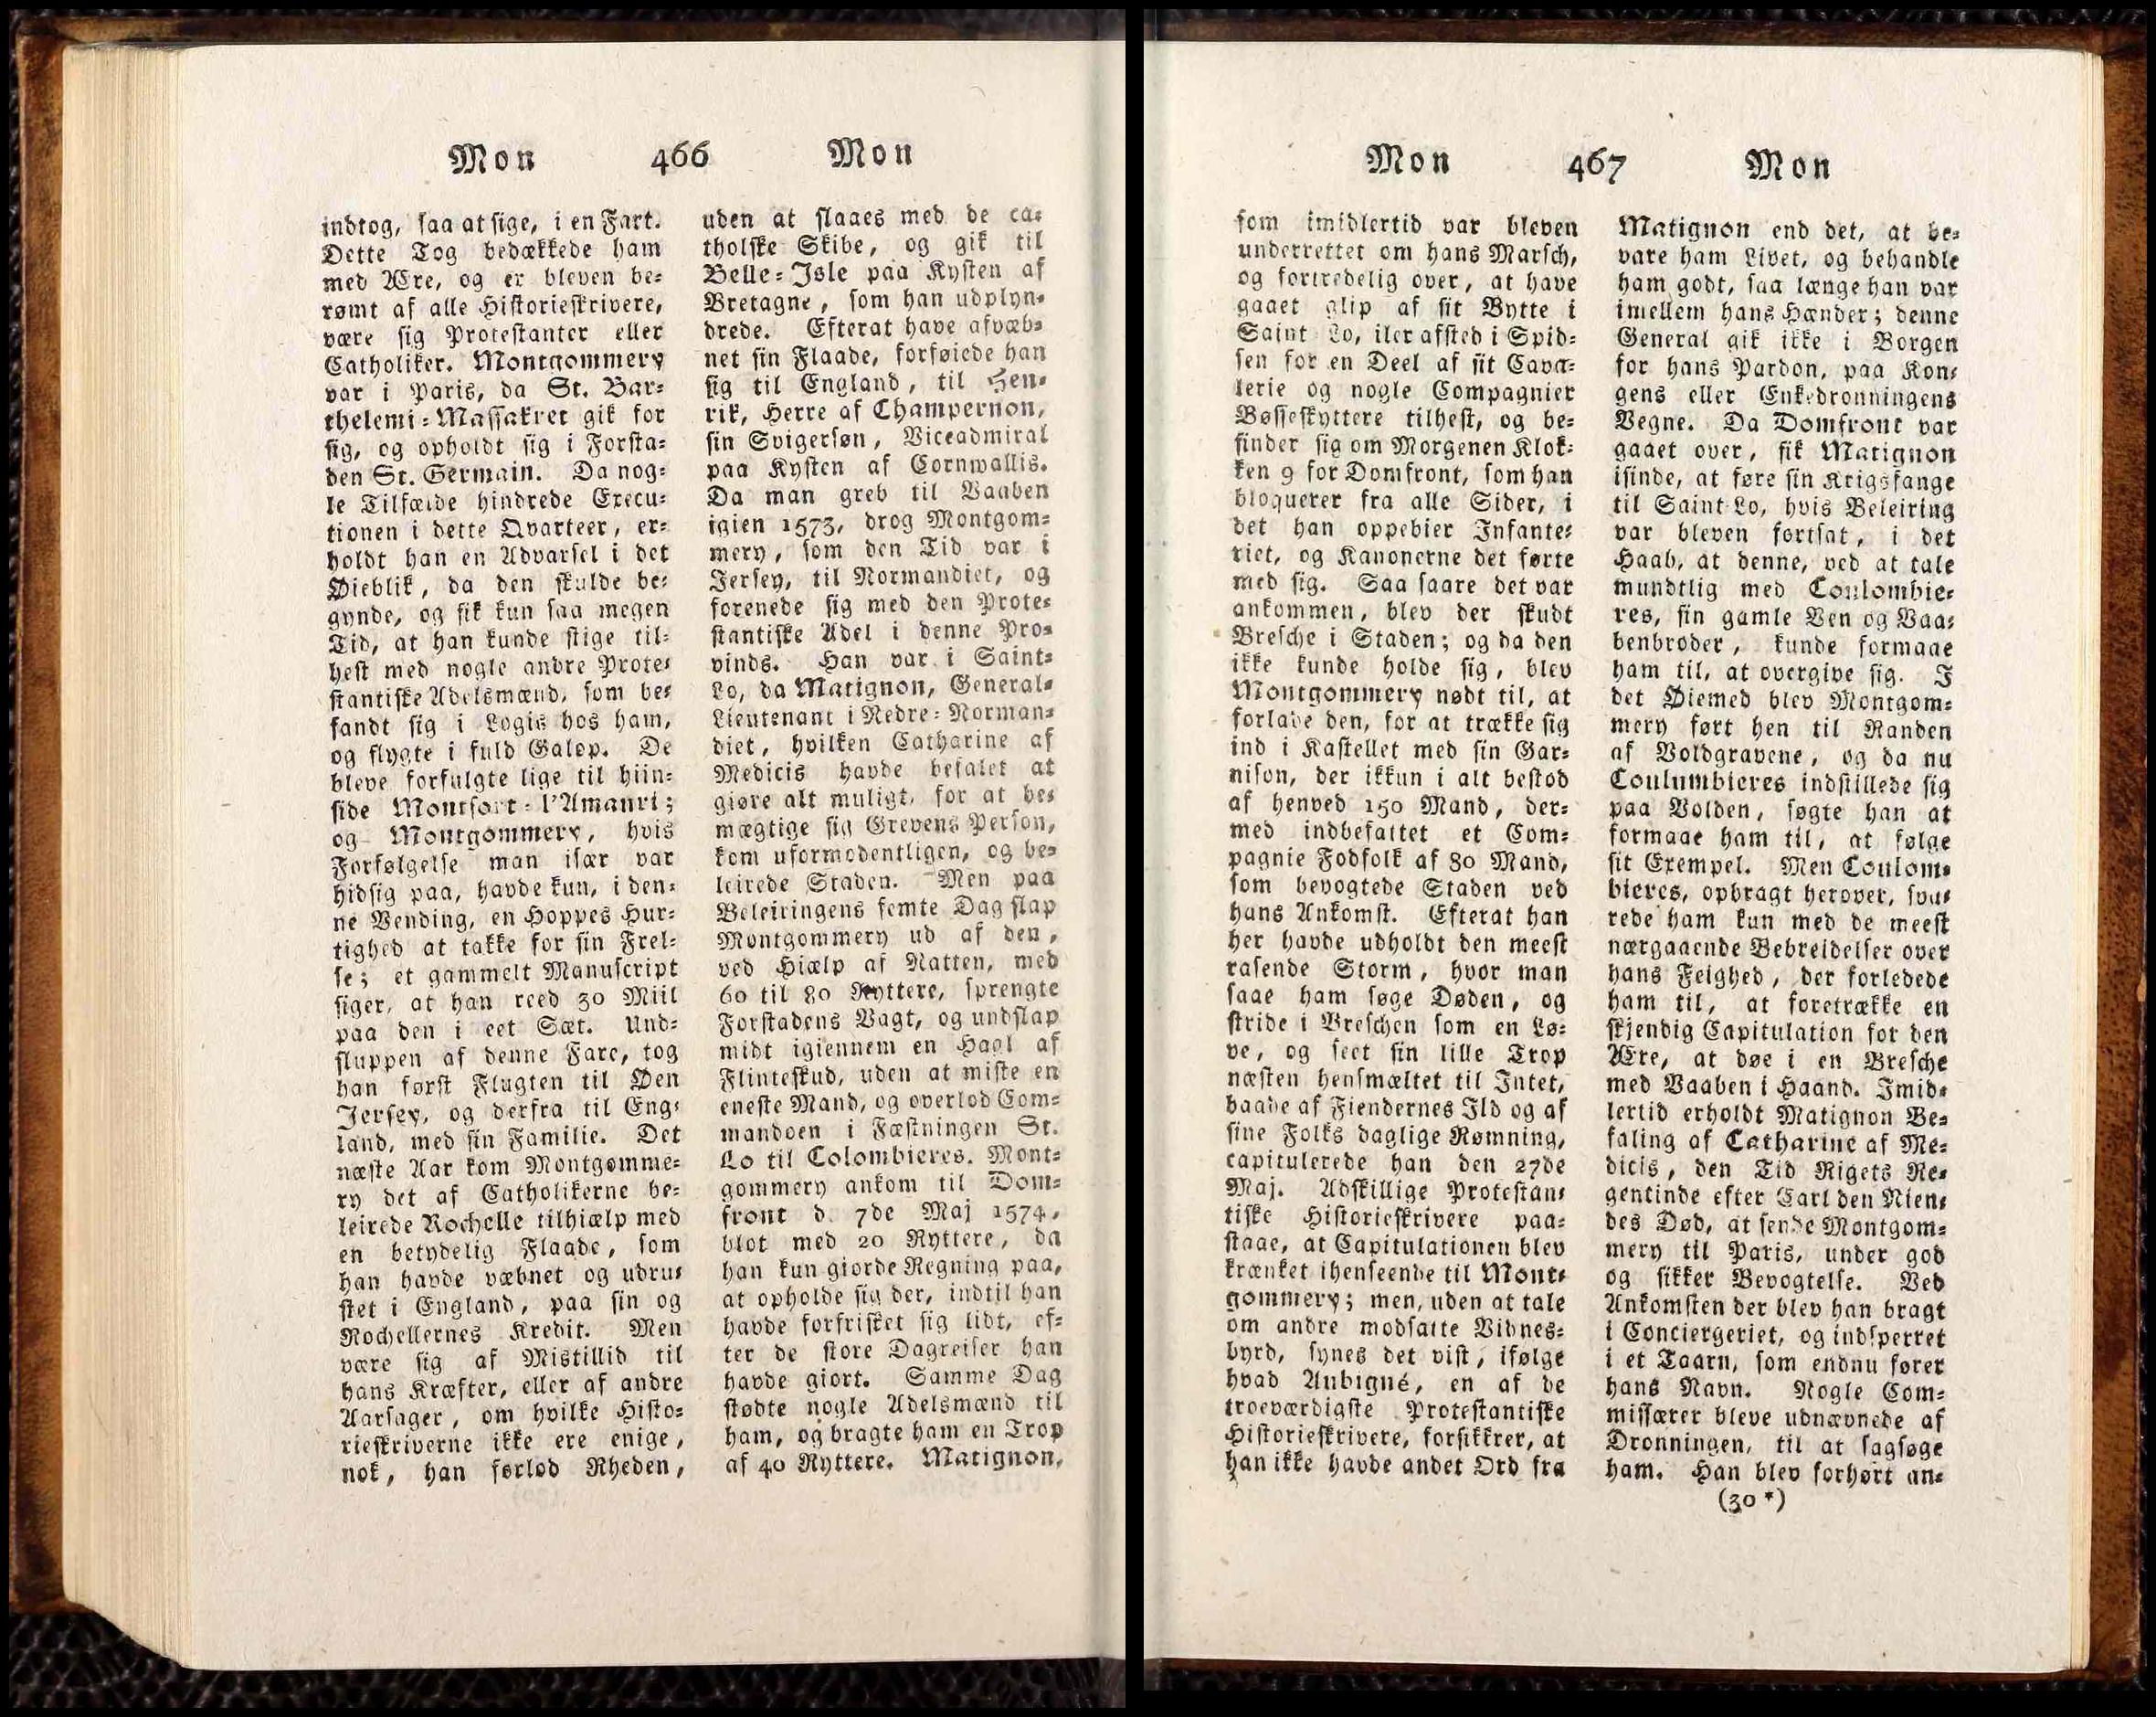 Mon 466 Mon
indtog, saa at sige, i en Fart.
Dette Tog bedækkede ham
med Ære, og er bleven be-
rømt af alle Historieskrivere,
være sig Protestanter eller
Catholiker. Montgommery
var i Paris, da St. Bar-
thelemi-Massakret gik for
sig, og opholdt sig i Forsta-
den St. Germain. Da nog-
le Tilfælde hindrede Execu-
tionen i dette Qvarteer, er-
holdt han en Advarsel i det
Øieblik, da den skulde be-
gynde, og fik kun saa megen
Tid, at han kunde stige til-
hest med nogle andre Prote-
stantiske Adelsmænd, som be-
fandt sig i Logis hos ham,
og flygte i fuld Galop. De
bleve forfulgte lige til hiin-
side Montfort-l'Amauri;
og Montgommery, hvis
Forfølgelse man især var
hidsig paa, havde kun, i den-
ne Vending, en Hoppes Hur-
tighed at takke for sin Frel-
se; et gammelt Manuscript
siger, at han reed 30 Miil
paa den i eet Sæt. Und-
sluppen af denne Fare, tog
han først Flugten til Øen
Jersey, og derfra til Eng-
land, med sin Familie. Det
næste Aar kom Montgomme-
ry det af Catholikerne be-
leirede Rochelle tilhiælp med
en betydelig Flaade, som
han havde væbnet og udru-
stet i England, paa sin og
Rochellernes Kredit. Men
være sig af Mistillid til
hans Kræfter, eller af andre
Aarsager, om hvilke Histo-
rieskriverne ikke ere enige,
nok, han forlod Rheden,
uden at slaaes med de ca-
tholske Skibe, og gik til
Belle-Isle paa Kysten af
Bretagne, som han udplyn-
drede. Efterat have afvæb-
net sin Flaade, forføiede han
sig til England, til Hen-
rik, Herre af Champernon,
sin Svigersøn, Viceadmiral
paa Kysten af Cornwallis.
Da man greb til Vaaben
igien 1573, drog Montgom-
mery, som den Tid var i
Jersey, til Normandiet, og
forenede sig med den Prote-
stantiske Adel i denne Pro-
vinds. Han var i Saint-
Lo, da Matignon, General-
Lieutenant i Nedre-Norman-
diet, hvilken Catharine af
Medicis havde befalet at
giøre alt muligt, for at be-
mægtige sig Grevens Person,
kom uformodentligen, og be-
leirede Staden. Men paa
Beleiringens femte Dag slap
Montgommery ud af den,
ved Hiælp af Natten, med
60 til 80 Ryttere, sprengte
Forstadens Vagt, og undslap
midt igiennem en Hagl af
Flinteskud, uden at miste en
eneste Mand, og overlod Com-
mandoen i Fæstningen St.
Lo til Colombieres. Mont-
gommery ankom til Dom-
front d. 7de Maj 1574,
blot med 20 Ryttere, da
han kun giorde Regning paa,
at opholde sig der, indtil han
havde forfrisket sig lidt, ef-
ter de store Dagreiser han
havde giort. Samme Dag
stødte nogle Adelsmænd til
ham, og bragte ham en Trop
af 40 Ryttere. Matignon,
Mon 467 Mon
som imidlertid var bleven
underrettet om hans Marsch,
og fortredelig over, at have
gaaet glip af sit Bytte i
Saint Lo, iler afsted i Spid-
sen for en Deel af sit Cava-
lerie og nogle Compagnier
Bøsseskyttere tilhest, og be-
finder sig om Morgenen Klok-
ken 9 for Domfront, som han
bloquerer fra alle Sider, i
det han oppebier Infante-
riet, og Kanonerne det førte
med sig. Saa saare det var
ankommen, blev der skudt
Bresche i Staden; og da den
ikke kunde holde sig, blev
Montgommery nødt til, at
forlade den, for at trække sig
ind i Kastellet med sin Gar-
nison, der ikkun i alt bestod
af henved 150 Mand, der-
med indbefattet et Com-
pagnie Fodfolk af 80 Mand,
som bevogtede Staden ved
hans Ankomst. Efterat han
her havde udholdt den meest
rasende Storm, hvor man
saae ham søge Døden, og
stride i Breschen som en Lø-
ve, og seet sin lille Trop
næsten hensmæltet til Intet,
baade af Fiendernes Ild og af
sine Folks daglige Rømning,
capitulerede han den 27de
Maj. Adskillige Protestan-
tiske Historieskrivere paa-
staae, at Capitulationen blev
krænket ihenseende til Mont-
gommery; men, uden at tale
om andre modsatte Vidnes-
byrd, synes det vist, ifølge
hvad Aubigné, en af de
troeværdigste Protestantiske
Historieskrivere, forsikkrer, at
han ikke havde andet Ord fra
Matignon end det, at be-
vare ham Livet, og behandle
ham godt, saa længe han var
imellem hans Hænder; denne
General gik ikke i Borgen
for hans Pardon, paa Kon-
gens eller Enkedronningens
Vegne. Da Domfront var
gaaet over, fik Matignon
isinde, at føre sin Krigsfange
til Saint-Lo, hvis Beleiring
var bleven fortsat, i det
Haab, at denne, ved at tale
mundtlig med Coulombie-
res, sin gamle Ven og Vaa-
benbroder, kunde formaae
ham til, at overgive sig. I
det Øiemed blev Montgom-
mery ført hen til Randen
af Voldgravene, og da nu
Coulumbieres indstillede sig
paa Volden, søgte han at
formaae ham til, at følge
sit Exempel. Men Coulom-
bieres, opbragt herover, sva-
rede ham kun med de meest
nærgaaende Bebreidelser over
hans Feighed, der forledede
ham til, at foretrække en
skjendig Capitulation for den
Ære, at døe i en Bresche
med Vaaben i Haand. Imid-
lertid erholdt Matignon Be-
faling af Catharine af Me-
dicis, den Tid Rigets Re-
gentinde efter Carl den Nien-
des Død, at sende Montgom-
mery til Paris, under god
og sikker Bevogtelse. Ved
Ankomsten der blev han bragt
i Conciergeriet, og indsperret
i et Taarn, som endnu fører
hans Navn. Nogle Com-
missærer bleve udnævnede af
Dronningen, til at sagsøge
ham. Han blev forhørt an-
(30*)